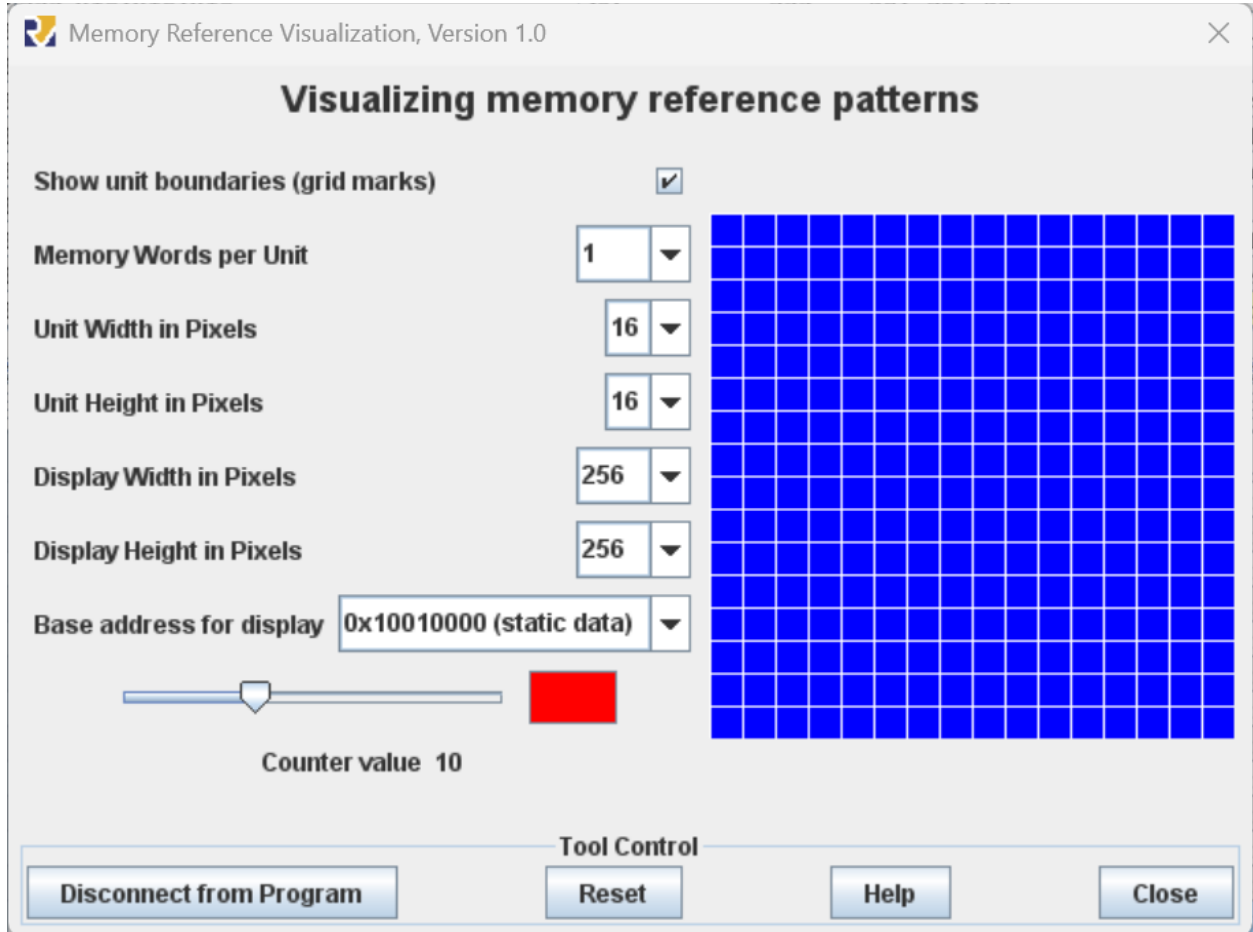 Memory Reference Visualization, Version 1.0
Visualizing memory reference patterns
Show unit boundaries (grid marks)
Memory Words per Unit 1
Unit Width in Pixels 16
Unit Height in Pixels 16
Display Width in Pixels 256
Display Height in Pixels 256
Base address for display 0x10010000 (static data)
Counter value 10
Tool Control
Disconnect from Program Reset Help Close